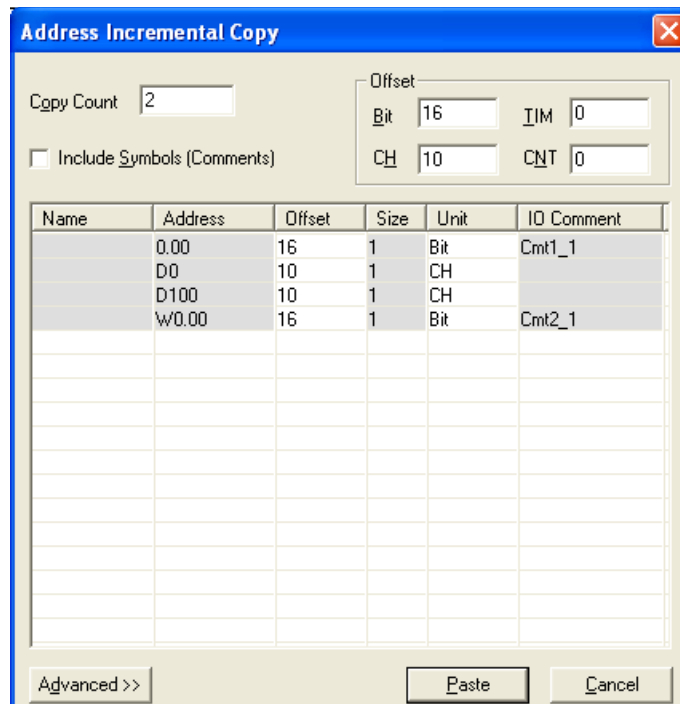 Address Incremental Copy
Copy Count 2
Include Symbols (Comments)
Offset
Bit 16 TIM 0
CH 10 CNT 0
Name Address Offset Size Unit IO Comment
0.00 16 1 Bit Cmt1_1
D0 10 1 CH
D100 10 1 CH
W0.00 16 1 Bit Cmt2_1
Advanced >> Paste Cancel